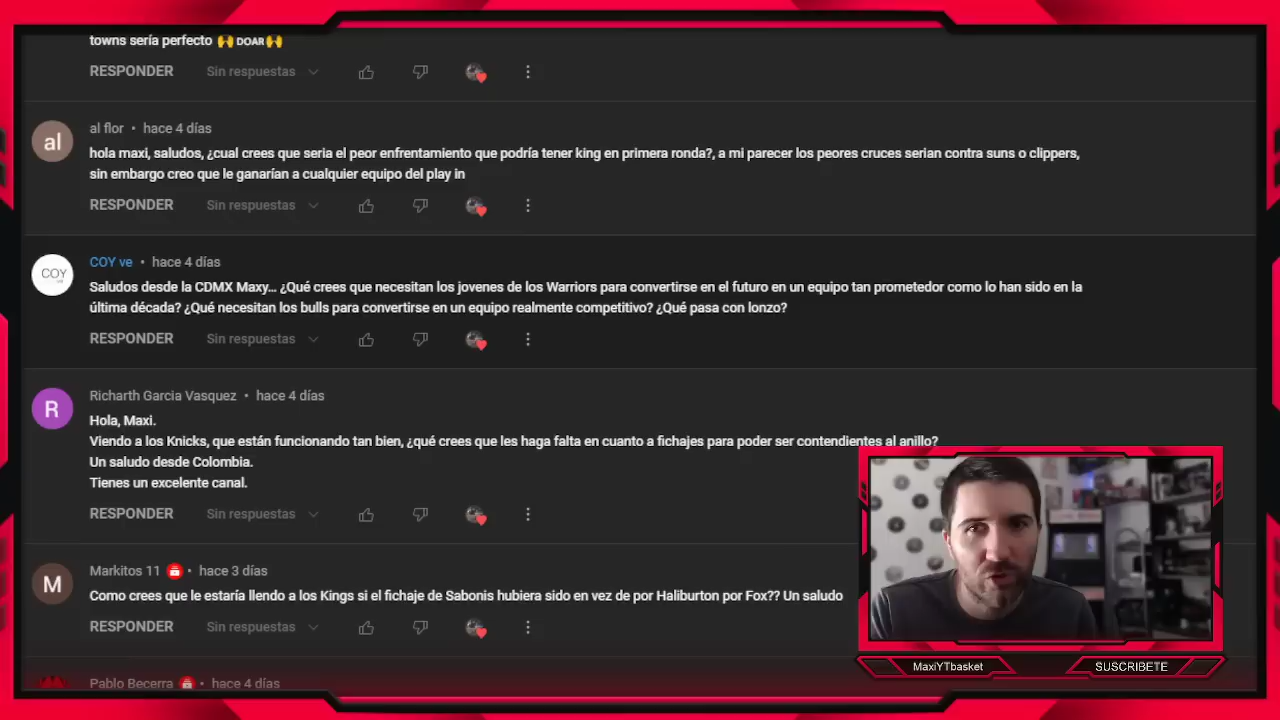 towns sería perfecto 🙌 DOAR🙌
RESPONDER Sin respuestas
al
al flor • hace 4 días
hola maxi, saludos, ¿cual crees que seria el peor enfrentamiento que podría tener king en primera ronda?, a mi parecer los peores cruces serian contra suns o clippers,
sin embargo creo que le ganarían a cualquier equipo del play in
RESPONDER Sin respuestas
COY
COY ve • hace 4 días
Saludos desde la CDMX Maxy... ¿Qué crees que necesitan los jovenes de los Warriors para convertirse en el futuro en un equipo tan prometedor como lo han sido en la
última década? ¿Qué necesitan los bulls para convertirse en un equipo realmente competitivo? ¿Qué pasa con lonzo?
RESPONDER Sin respuestas
R
Richarth Garcia Vasquez • hace 4 días
Hola, Maxi.
Viendo a los Knicks, que están funcionando tan bien, ¿qué crees que les haga falta en cuanto a fichajes para poder ser contendientes al anillo?
Un saludo desde Colombia.
Tienes un excelente canal.
RESPONDER Sin respuestas
M
Markitos 11 • hace 3 días
Como crees que le estaría llendo a los Kings si el fichaje de Sabonis hubiera sido en vez de por Haliburton por Fox?? Un saludo
RESPONDER Sin respuestas
MaxiYTbasket SUSCRIBETE
Pablo Becerra • hace 4 días